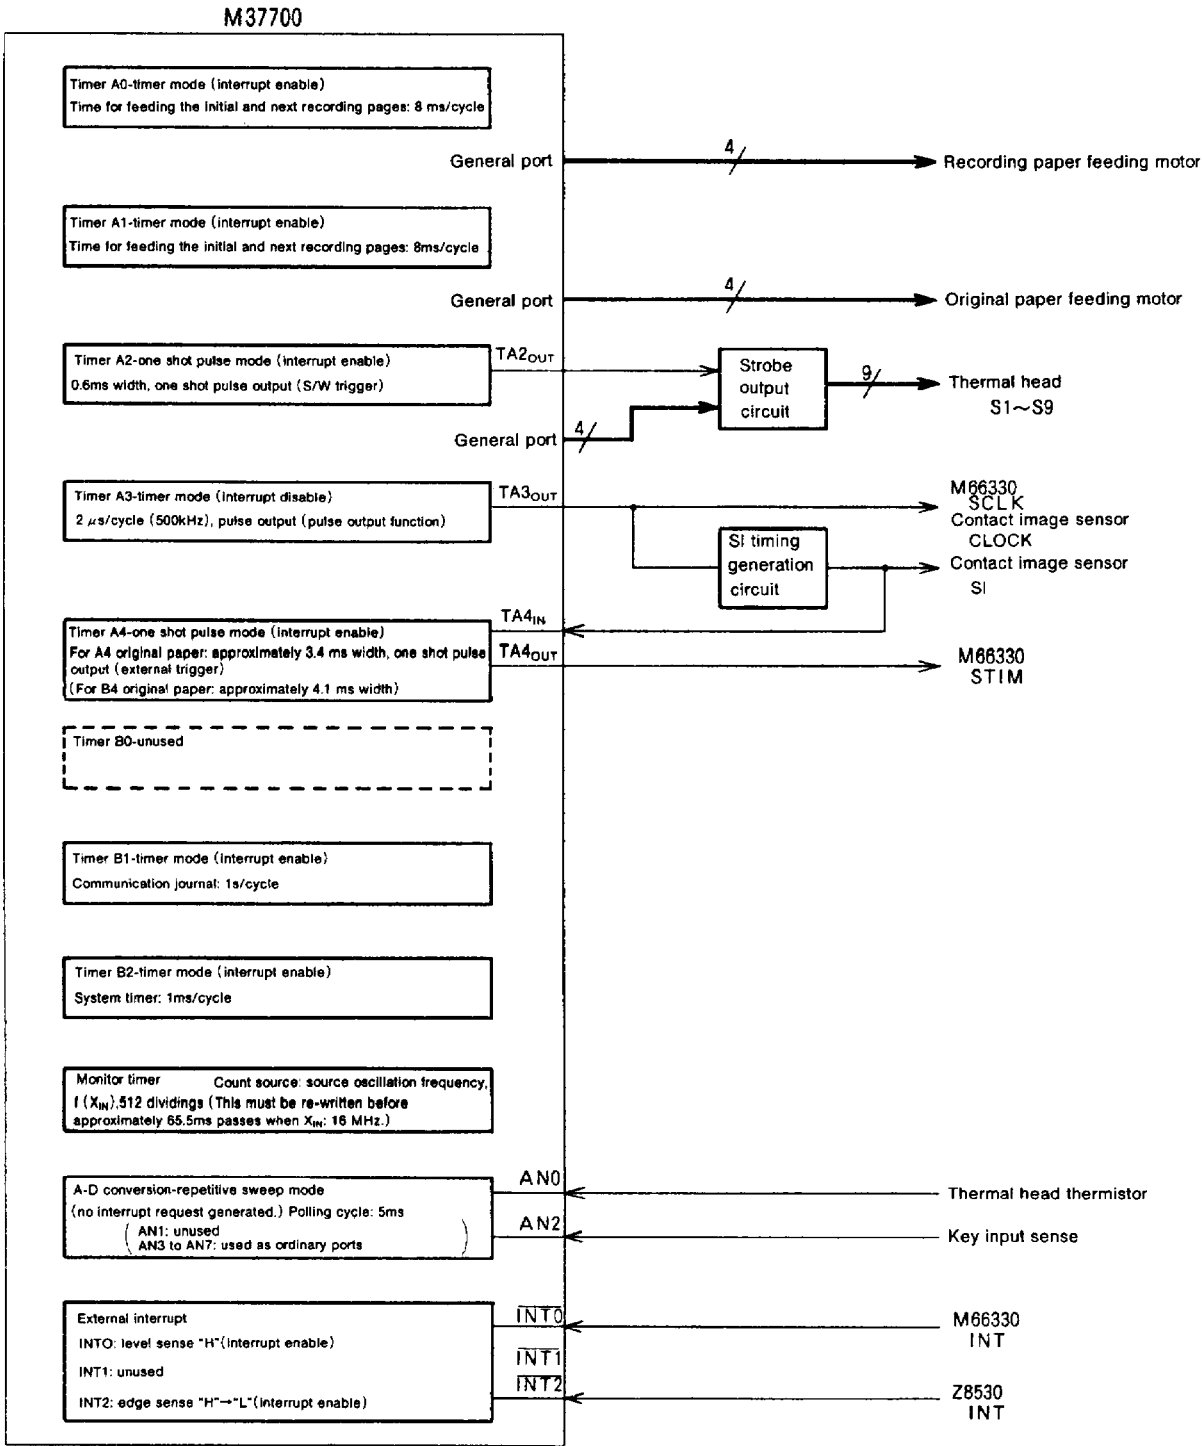 M37700
Timer A0-timer mode (interrupt enable)
Time for feeding the initial and next recording pages: 8 ms/cycle
General port
4
Recording paper feeding motor
Timer A1-timer mode (interrupt enable)
Time for feeding the initial and next recording pages: 8ms/cycle
General port
4
Original paper feeding motor
Timer A2-one shot pulse mode (interrupt enable)
0.6ms width, one shot pulse output (S/W trigger)
TA2OUT
Strobe
output
circuit
9
Thermal head
S1～S9
General port
4
Timer A3-timer mode (interrupt disable)
2 μs/cycle (500kHz), pulse output (pulse output function)
TA3OUT
M66330
SCLK
Contact image sensor
CLOCK
SI timing
generation
circuit
Contact image sensor
SI
Timer A4-one shot pulse mode (interrupt enable)
For A4 original paper: approximately 3.4 ms width, one shot pulse
output (external trigger)
(For B4 original paper: approximately 4.1 ms width)
TA4IN
TA4OUT
M66330
STIM
Timer B0-unused
Timer B1-timer mode (interrupt enable)
Communication journal: 1s/cycle
Timer B2-timer mode (interrupt enable)
System timer: 1ms/cycle
Monitor timer Count source: source oscillation frequency,
f (XIN),512 dividings (This must be re-written before
approximately 65.5ms passes when XIN: 16 MHz.)
A-D conversion-repetitive sweep mode
(no interrupt request generated.) Polling cycle: 5ms
(AN1: unused
AN3 to AN7: used as ordinary ports)
AN0
Thermal head thermistor
AN2
Key input sense
External interrupt
INTO: level sense "H"(interrupt enable)
INT1: unused
INT2: edge sense "H"→"L"(interrupt enable)
INT0
INT1
INT2
M66330
INT
Z8530
INT